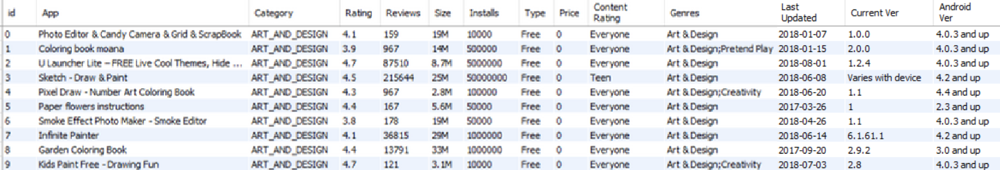 id App Category Rating Reviews Size Installs Type Price Content Rating Genres Last Updated Current Ver Android Ver
0 Photo Editor & Candy Camera & Grid & ScrapBook ART_AND_DESIGN 4.1 159 19M 10000 Free 0 Everyone Art & Design 2018-01-07 1.0.0 4.0.3 and up
1 Coloring book moana ART_AND_DESIGN 3.9 967 14M 500000 Free 0 Everyone Art & Design;Pretend Play 2018-01-15 2.0.0 4.0.3 and up
2 U Launcher Lite – FREE Live Cool Themes, Hide ... ART_AND_DESIGN 4.7 87510 8.7M 5000000 Free 0 Everyone Art & Design 2018-08-01 1.2.4 4.0.3 and up
3 Sketch - Draw & Paint ART_AND_DESIGN 4.5 215644 25M 50000000 Free 0 Teen Art & Design 2018-06-08 Varies with device 4.2 and up
4 Pixel Draw - Number Art Coloring Book ART_AND_DESIGN 4.3 967 2.8M 100000 Free 0 Everyone Art & Design;Creativity 2018-06-20 1.1 4.4 and up
5 Paper flowers instructions ART_AND_DESIGN 4.4 167 5.6M 50000 Free 0 Everyone Art & Design 2017-03-26 1 2.3 and up
6 Smoke Effect Photo Maker - Smoke Editor ART_AND_DESIGN 3.8 178 19M 50000 Free 0 Everyone Art & Design 2018-04-26 1.1 4.0.3 and up
7 Infinite Painter ART_AND_DESIGN 4.1 36815 29M 1000000 Free 0 Everyone Art & Design 2018-06-14 6.1.61.1 4.2 and up
8 Garden Coloring Book ART_AND_DESIGN 4.4 13791 33M 1000000 Free 0 Everyone Art & Design 2017-09-20 2.9.2 3.0 and up
9 Kids Paint Free - Drawing Fun ART_AND_DESIGN 4.7 121 3.1M 10000 Free 0 Everyone Art & Design;Creativity 2018-07-03 2.8 4.0.3 and up